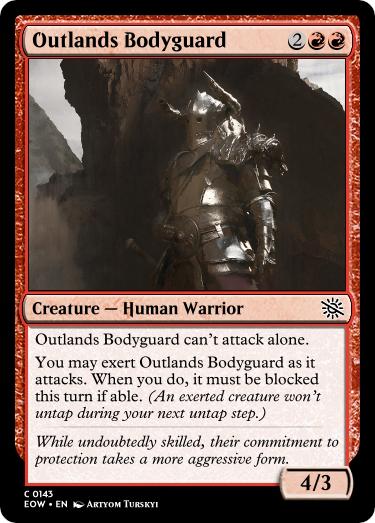 Outlands Bodyguard 2
Creature — Human Warrior
Outlands Bodyguard can't attack alone.
You may exert Outlands Bodyguard as it
attacks. When you do, it must be blocked
this turn if able. (An exerted creature won't
untap during your next untap step.)
While undoubtedly skilled, their commitment to
protection takes a more aggressive form.
4/3
C 0143
EOW • EN Artyom Turskyi